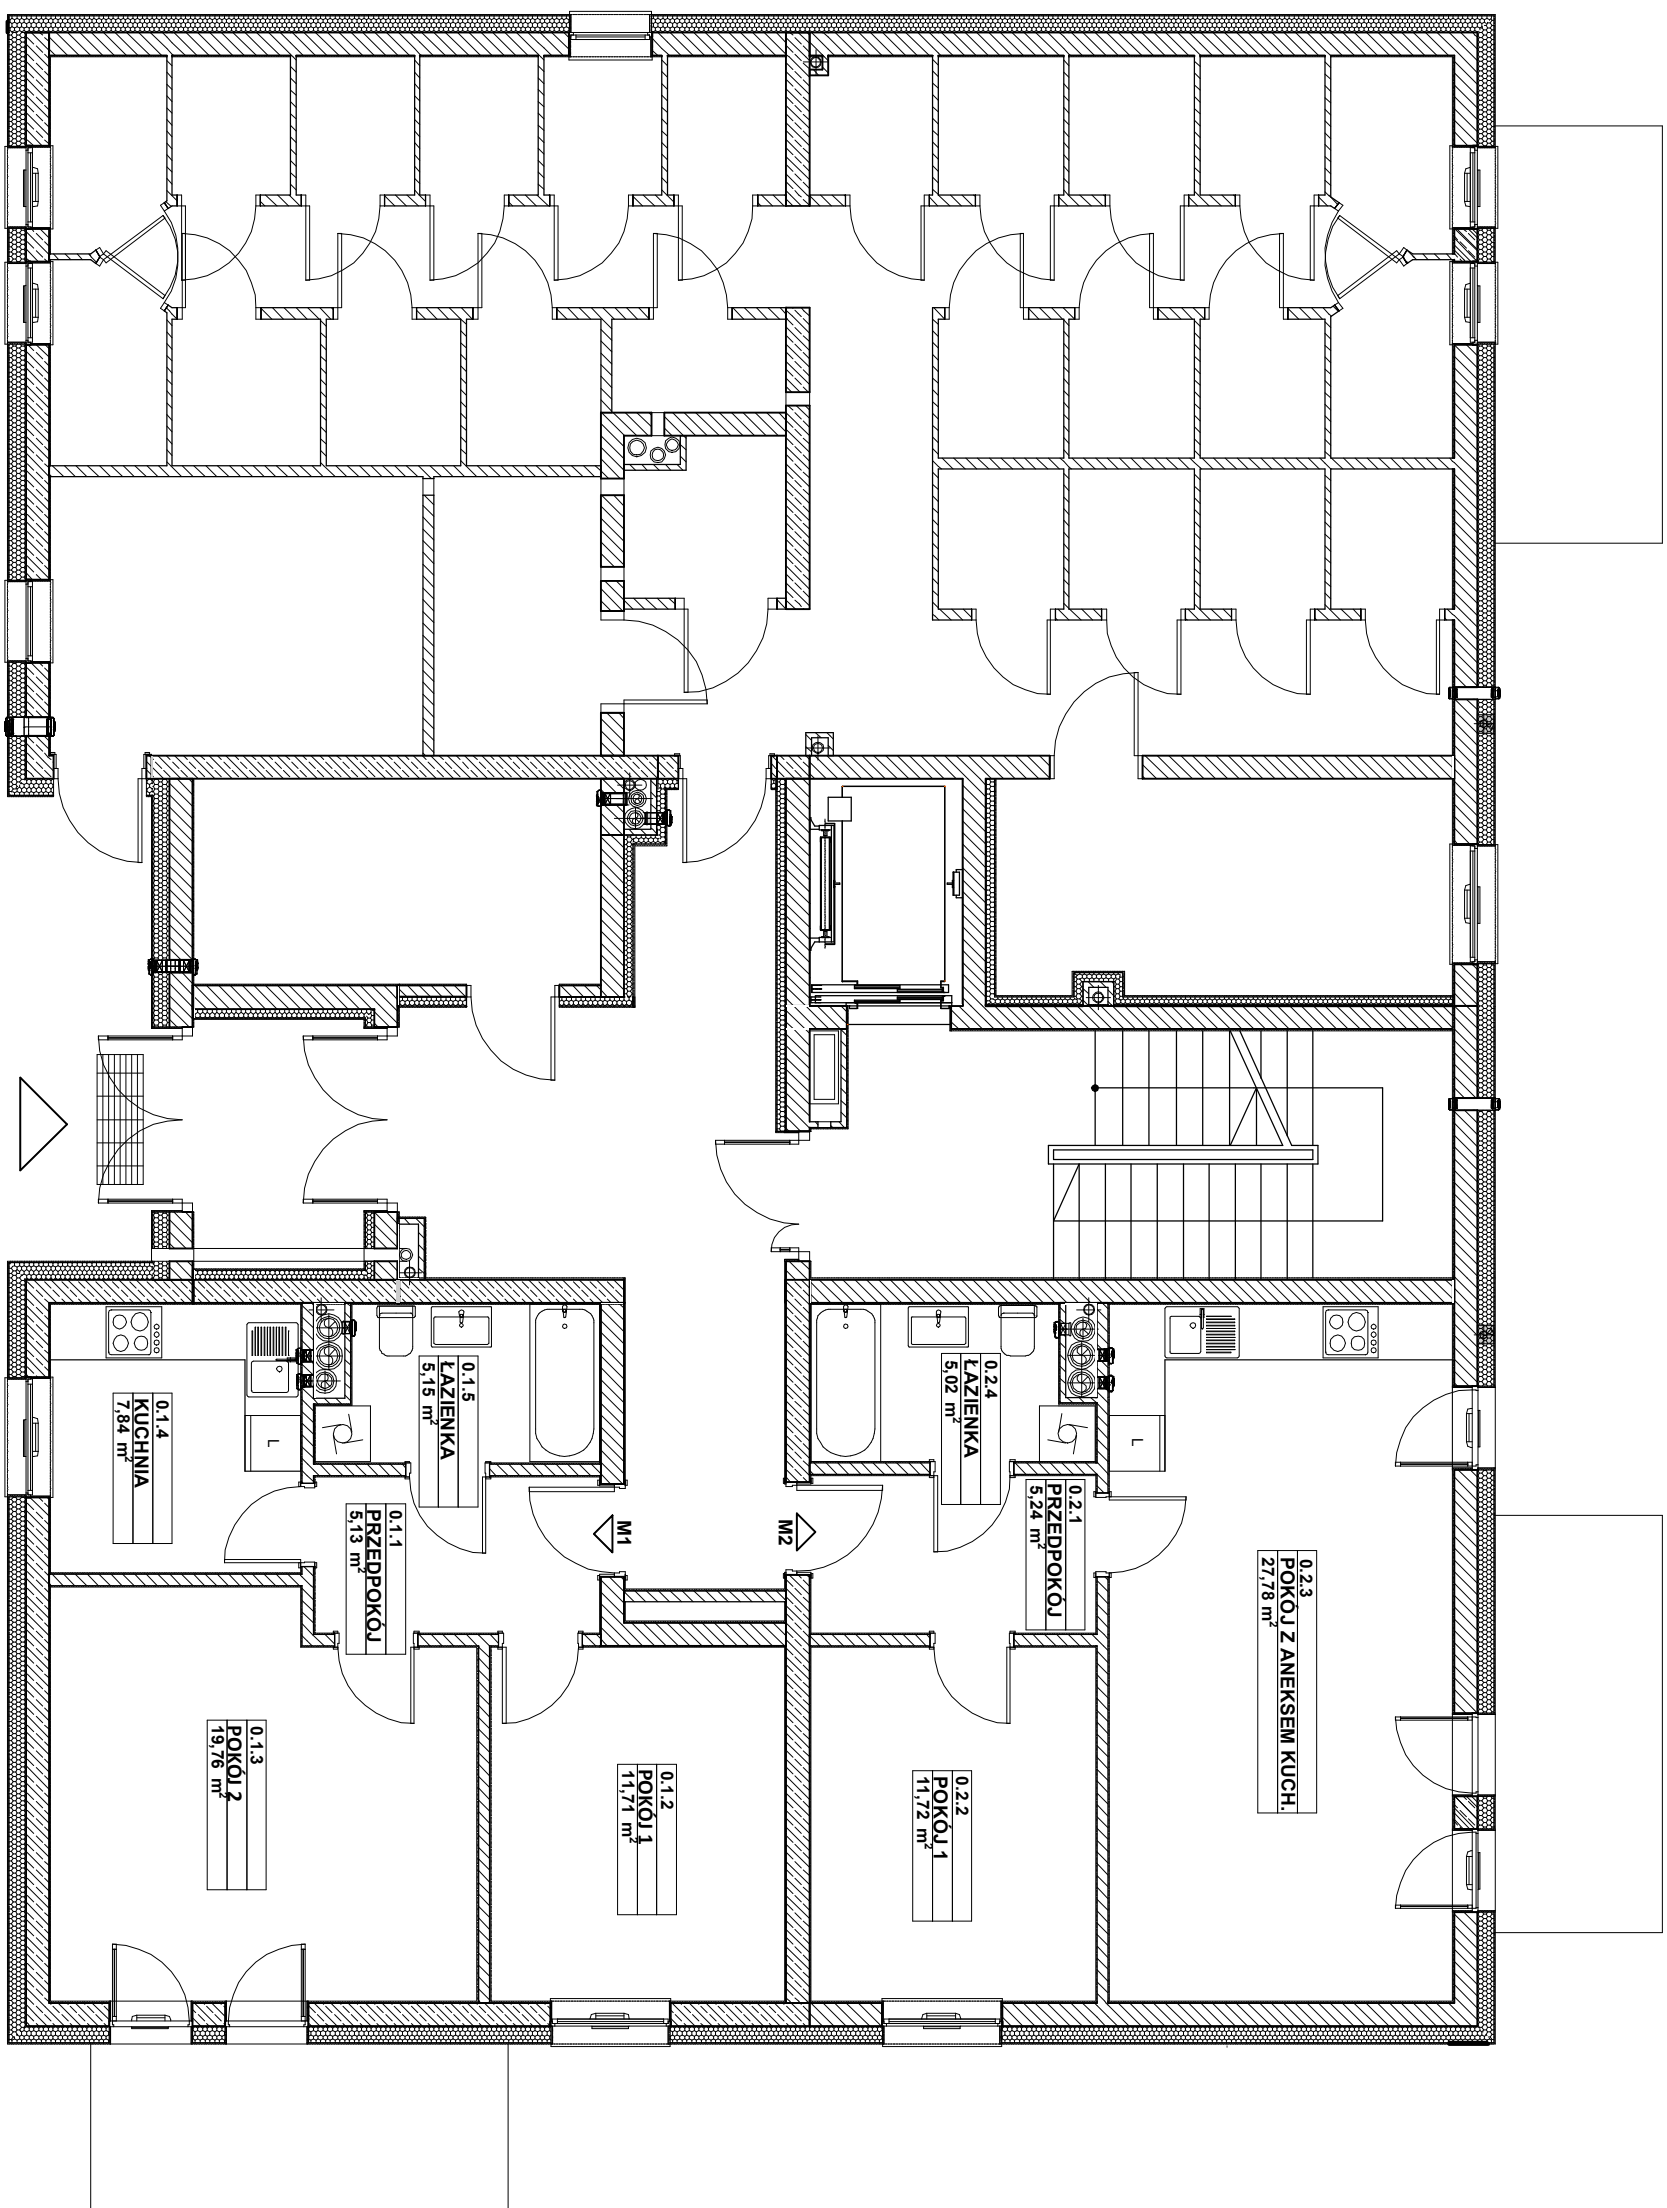 0.1.1
PRZEDPOKÓJ
5,13 m²
0.1.2
POKÓJ 1
11,71 m²
0.1.3
POKÓJ 2
19,76 m²
0.1.4
KUCHNIA
7,84 m²
0.1.5
ŁAZIENKA
5,15 m²
0.2.1
PRZEDPOKÓJ
5,24 m²
0.2.2
POKÓJ 1
11,72 m²
0.2.3
POKÓJ Z ANEKSEM KUCH.
27,78 m²
0.2.4
ŁAZIENKA
5,02 m²
M1
M2
L
L